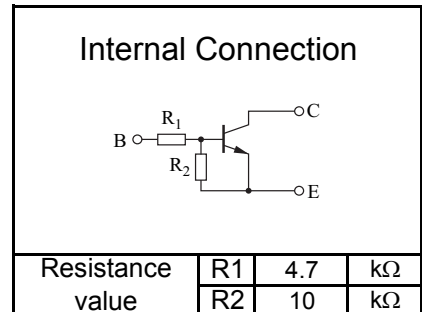 Internal Connection
C
R1
B
R2
E
Resistance value R1 4.7 kΩ
R2 10 kΩ